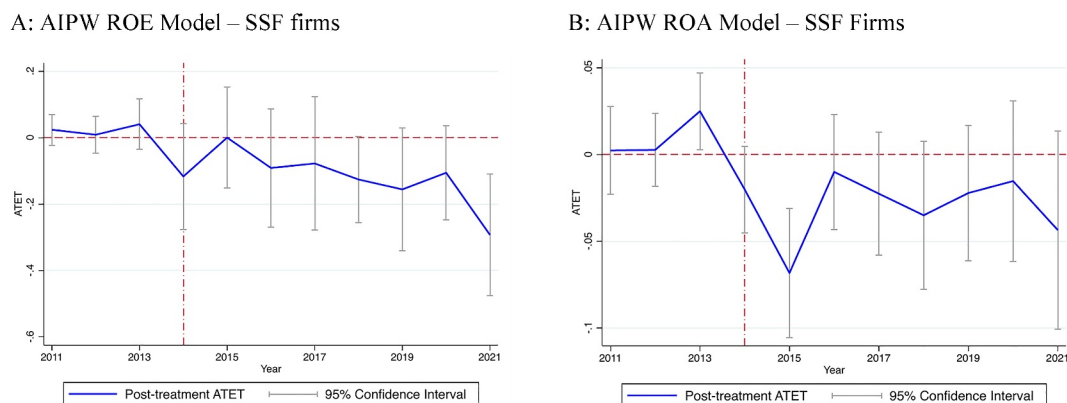 A: AIPW ROE Model – SSF firms
B: AIPW ROA Model – SSF Firms
.2
0
-.2
-.4
-.6
ATET
2011
2013
2015
2017
2019
2021
Year
Post-treatment ATET
95% Confidence Interval
.05
0
-.05
-.1
ATET
2011
2013
2015
2017
2019
2021
Year
Post-treatment ATET
95% Confidence Interval